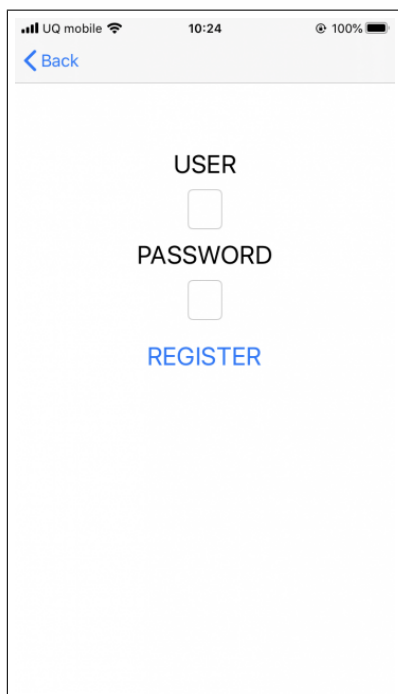 UQ mobile 10:24 100%
Back
USER
PASSWORD
REGISTER